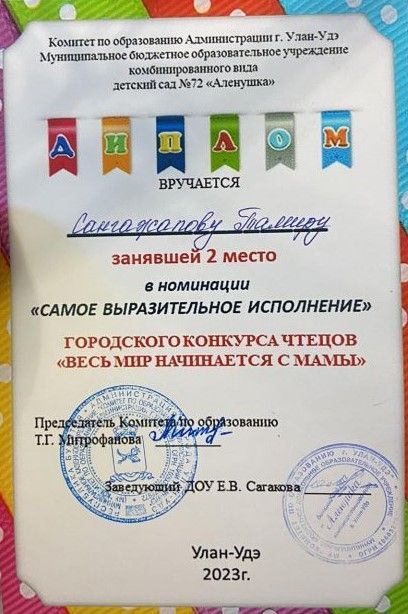 Комитет по образованию Администрации г. Улан-Удэ
Муниципальное бюджетное образовательное учреждение
комбинированного вида
детский сад №72 «Аленушка»
ДИПЛОМ
ВРУЧАЕТСЯ
Сангажапову Тамиру
занявшей 2 место
в номинации
«САМОЕ ВЫРАЗИТЕЛЬНОЕ ИСПОЛНЕНИЕ»
ГОРОДСКОГО КОНКУРСА ЧТЕЦОВ
«ВЕСЬ МИР НАЧИНАЕТСЯ С МАМЫ»
Председатель Комитета по образованию
Т.Г. Митрофанова
Заведующий ДОУ Е.В. Сагакова
Улан-Удэ
2023г.